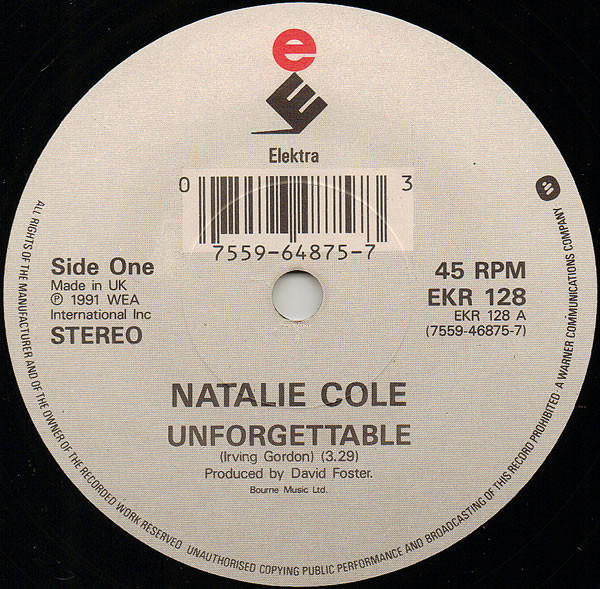 e
E
Elektra
0 3
7559-64875-7
Side One
Made in UK
℗ 1991 WEA
International Inc
STEREO
45 RPM
EKR 128
EKR 128 A
(7559-46875-7)
NATALIE COLE
UNFORGETTABLE
(Irving Gordon) (3.29)
Produced by David Foster.
Bourne Music Ltd.
ALL RIGHTS OF THE MANUFACTURER AND OF THE OWNER OF THE RECORDED WORK RESERVED UNAUTHORISED COPYING PUBLIC PERFORMANCE AND BROADCASTING OF THIS RECORD PROHIBITED · A WARNER COMMUNICATIONS COMPANY